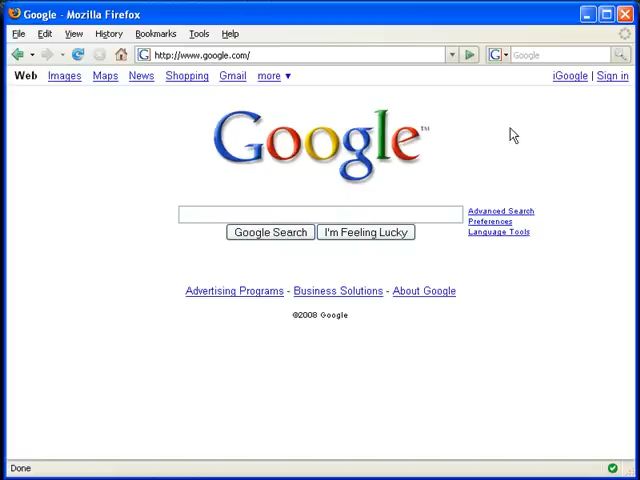 Google - Mozilla Firefox
File Edit View History Bookmarks Tools Help
http://www.google.com/ Google
Web Images Maps News Shopping Gmail more ▼ iGoogle | Sign in
Google™
Advanced Search
Preferences
Language Tools
Google Search I'm Feeling Lucky
Advertising Programs - Business Solutions - About Google
©2008 Google
Done